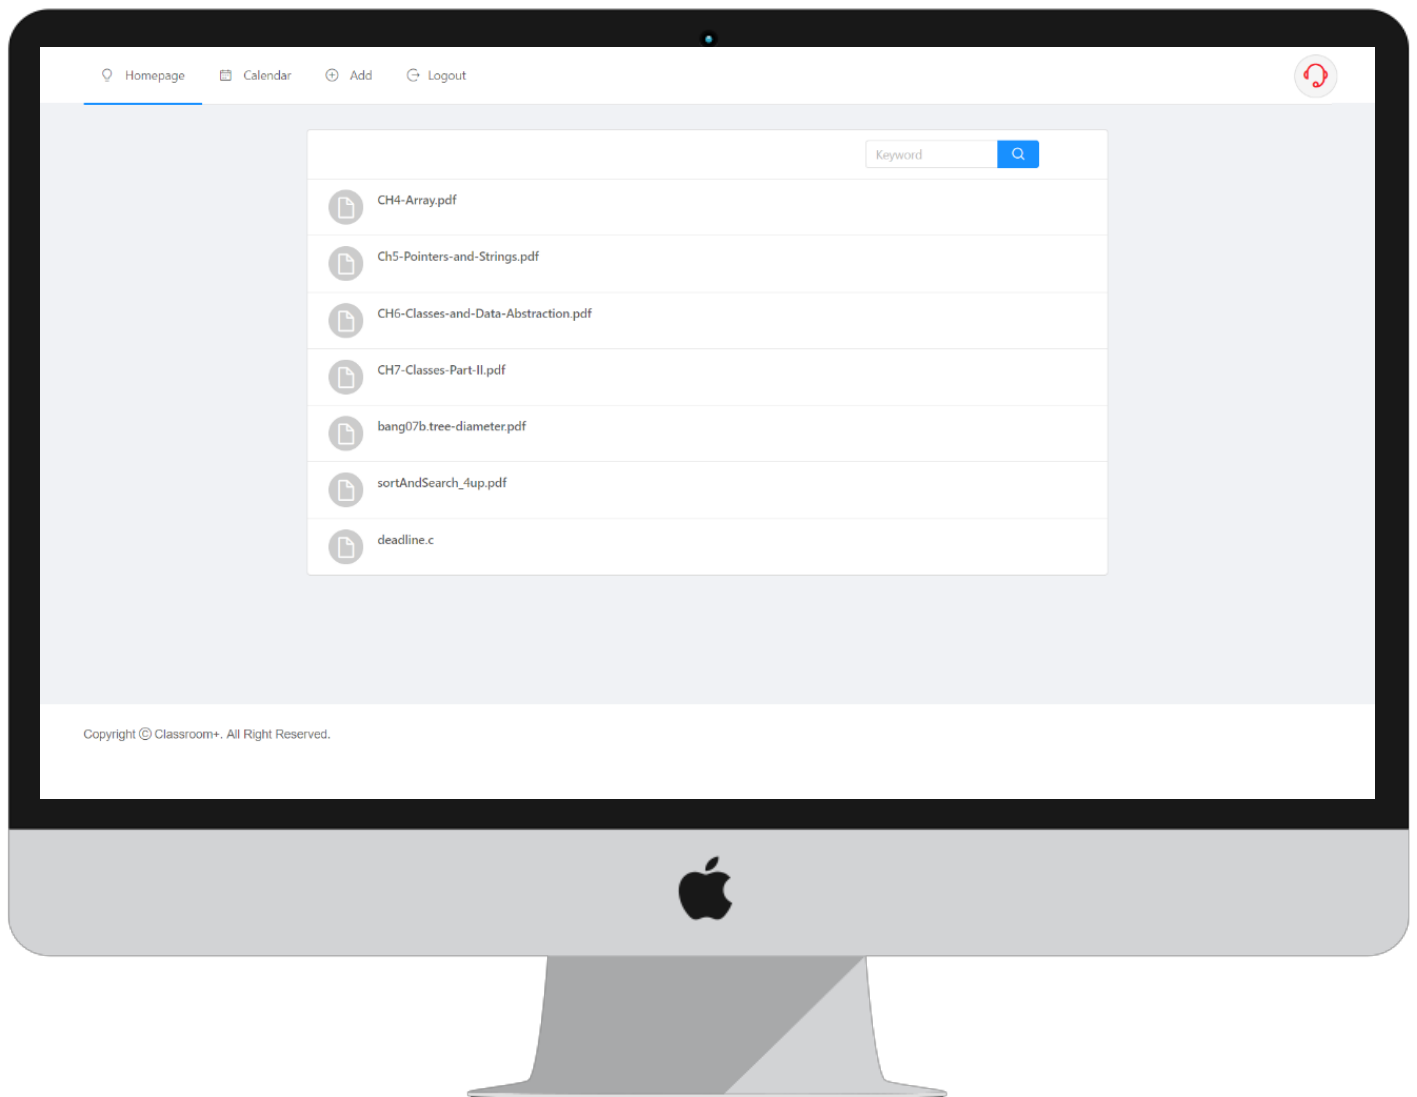 Homepage Calendar Add Logout
Keyword
CH4-Array.pdf
Ch5-Pointers-and-Strings.pdf
CH6-Classes-and-Data-Abstraction.pdf
CH7-Classes-Part-II.pdf
bang07b.tree-diameter.pdf
sortAndSearch_4up.pdf
deadline.c
Copyright © Classroom+. All Right Reserved.